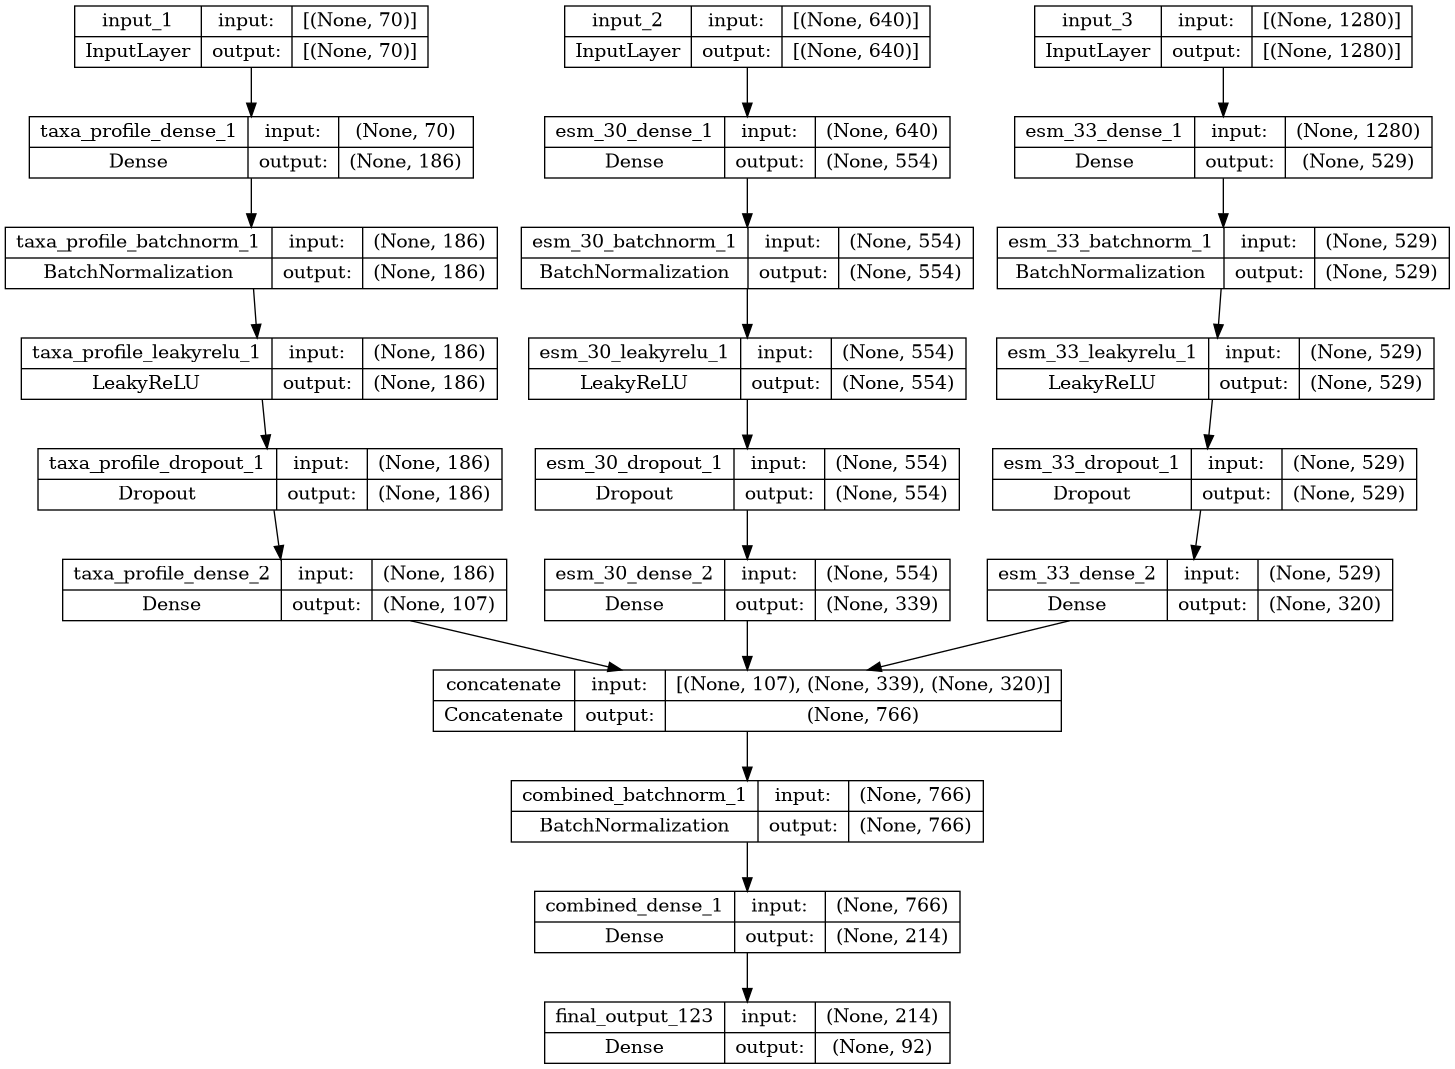 input_1 input: [(None, 70)]
InputLayer output: [(None, 70)]
input_2 input: [(None, 640)]
InputLayer output: [(None, 640)]
input_3 input: [(None, 1280)]
InputLayer output: [(None, 1280)]
taxa_profile_dense_1 input: (None, 70)
Dense output: (None, 186)
esm_30_dense_1 input: (None, 640)
Dense output: (None, 554)
esm_33_dense_1 input: (None, 1280)
Dense output: (None, 529)
taxa_profile_batchnorm_1 input: (None, 186)
BatchNormalization output: (None, 186)
esm_30_batchnorm_1 input: (None, 554)
BatchNormalization output: (None, 554)
esm_33_batchnorm_1 input: (None, 529)
BatchNormalization output: (None, 529)
taxa_profile_leakyrelu_1 input: (None, 186)
LeakyReLU output: (None, 186)
esm_30_leakyrelu_1 input: (None, 554)
LeakyReLU output: (None, 554)
esm_33_leakyrelu_1 input: (None, 529)
LeakyReLU output: (None, 529)
taxa_profile_dropout_1 input: (None, 186)
Dropout output: (None, 186)
esm_30_dropout_1 input: (None, 554)
Dropout output: (None, 554)
esm_33_dropout_1 input: (None, 529)
Dropout output: (None, 529)
taxa_profile_dense_2 input: (None, 186)
Dense output: (None, 107)
esm_30_dense_2 input: (None, 554)
Dense output: (None, 339)
esm_33_dense_2 input: (None, 529)
Dense output: (None, 320)
concatenate input: [(None, 107), (None, 339), (None, 320)]
Concatenate output: (None, 766)
combined_batchnorm_1 input: (None, 766)
BatchNormalization output: (None, 766)
combined_dense_1 input: (None, 766)
Dense output: (None, 214)
final_output_123 input: (None, 214)
Dense output: (None, 92)